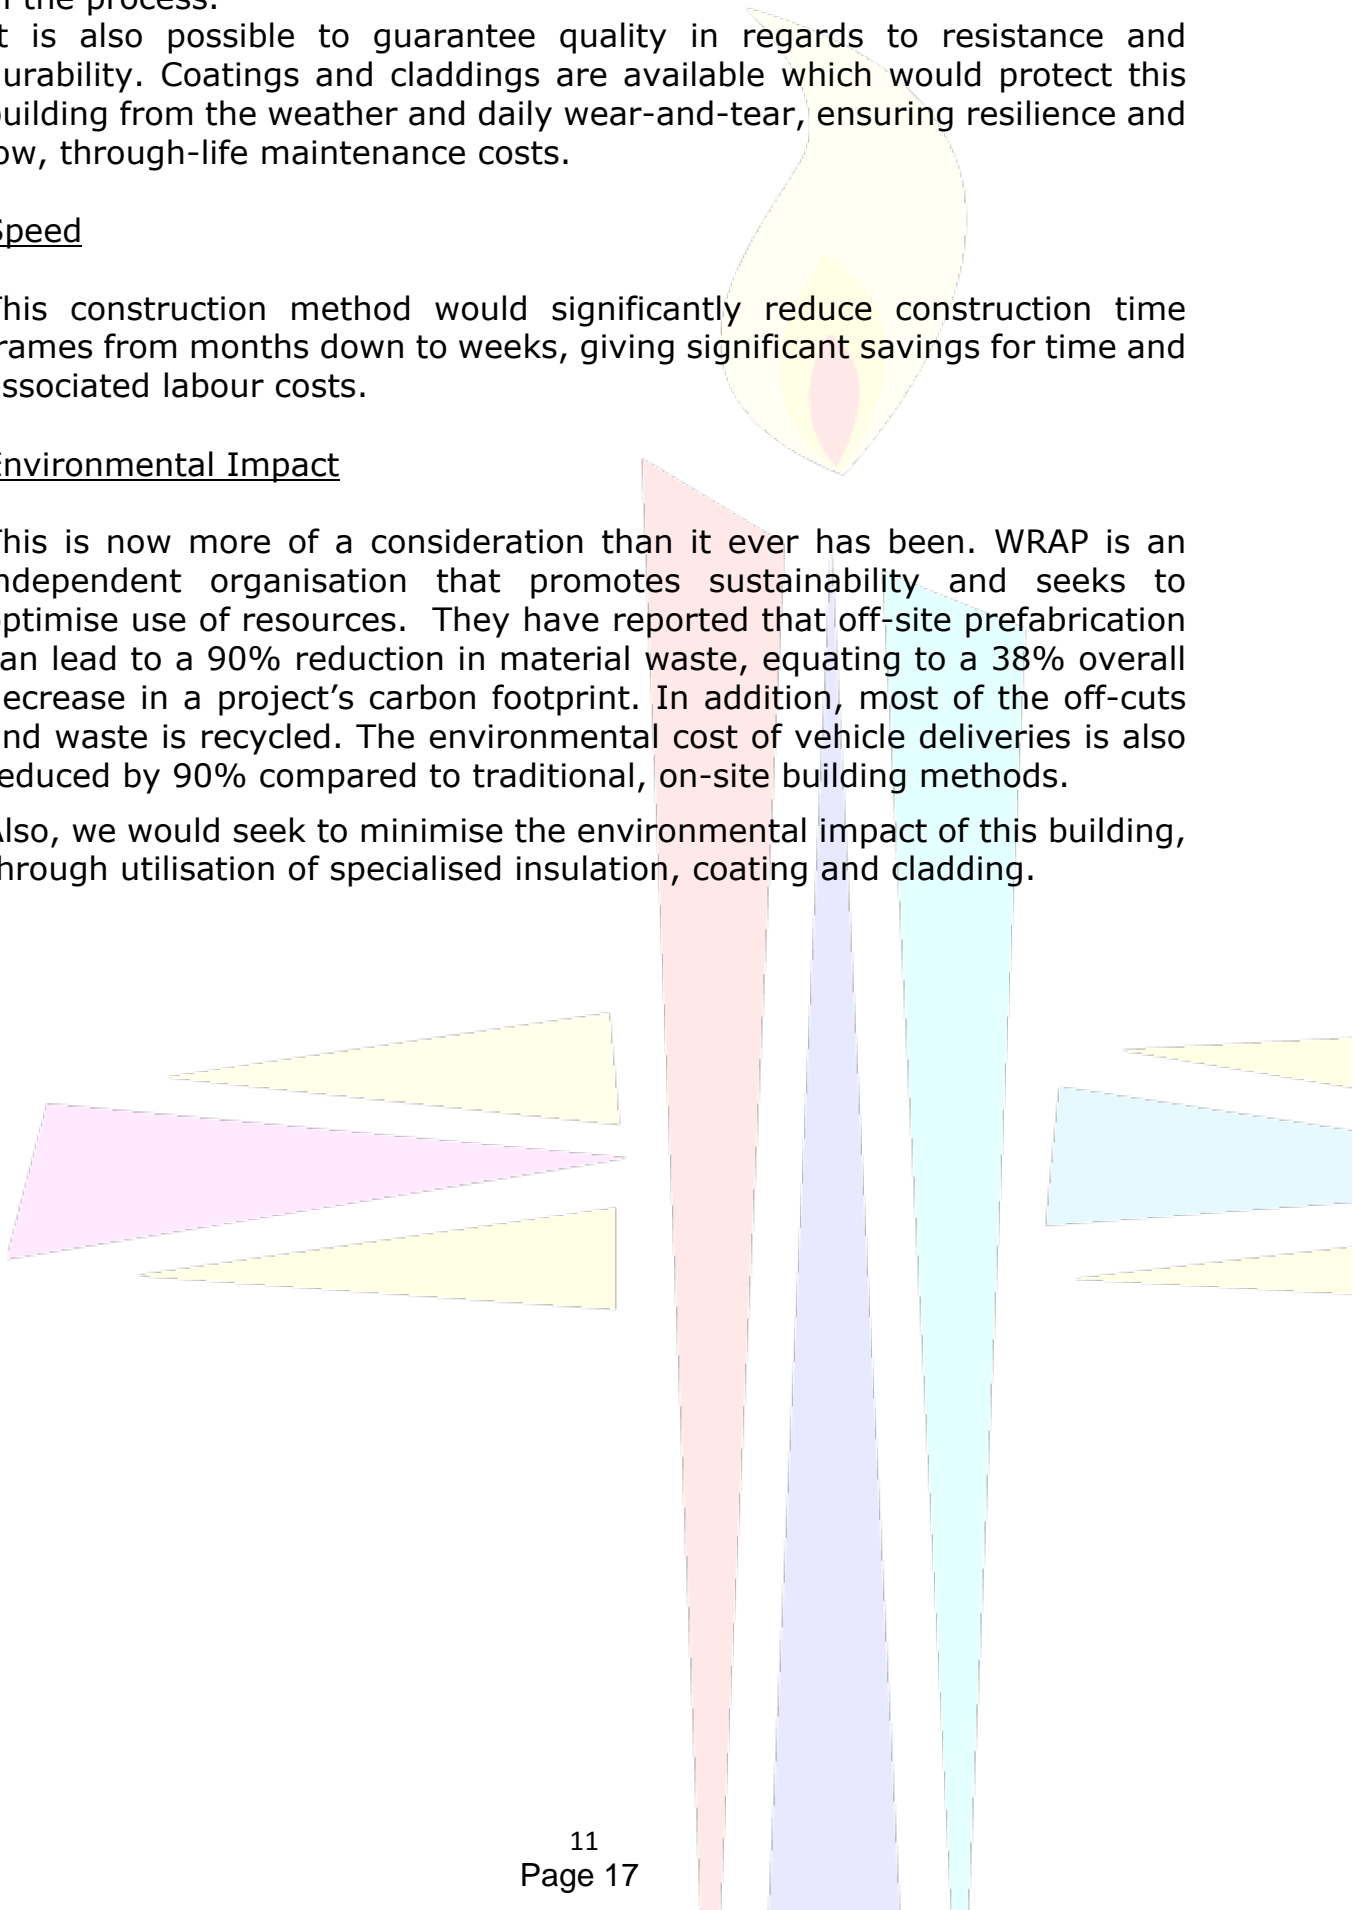 the process.
t is also possible to guarantee quality in regards to resistance and
urability. Coatings and claddings are available which would protect this
uilding from the weather and daily wear-and-tear, ensuring resilience and
ow, through-life maintenance costs.
Speed
This construction method would significantly reduce construction time
rames from months down to weeks, giving significant savings for time and
ssociated labour costs.
Environmental Impact
This is now more of a consideration than it ever has been. WRAP is an
ndependent organisation that promotes sustainability and seeks to
optimise use of resources. They have reported that off-site prefabrication
an lead to a 90% reduction in material waste, equating to a 38% overall
ecrease in a project's carbon footprint. In addition, most of the off-cuts
nd waste is recycled. The environmental cost of vehicle deliveries is also
educed by 90% compared to traditional, on-site building methods.
Also, we would seek to minimise the environmental impact of this building,
hrough utilisation of specialised insulation, coating and cladding.
11
Page 17